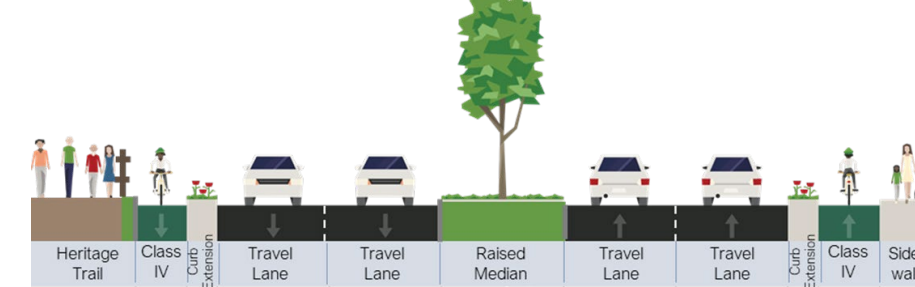 Heritage
Trail
Class
IV
Curb
Extension
Travel
Lane
Travel
Lane
Raised
Median
Travel
Lane
Travel
Lane
Curb
Extension
Class
IV
Side
wal